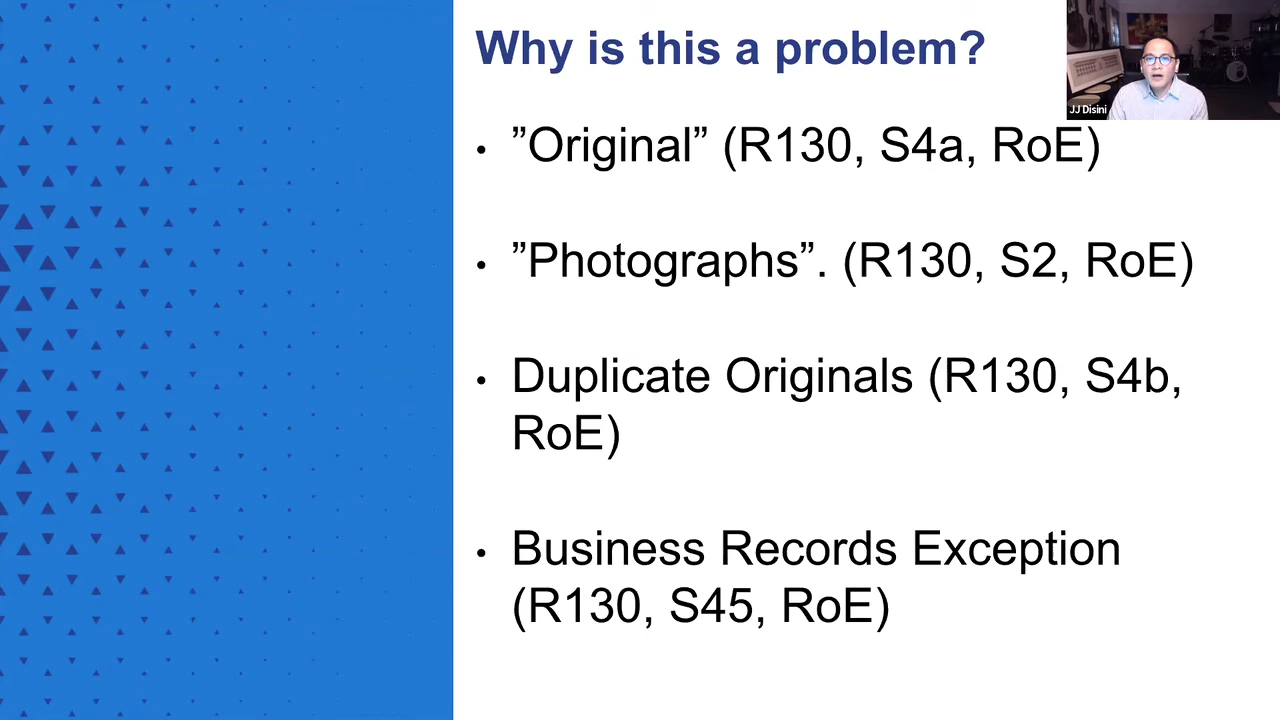 Why is this a problem?
JJ Disini
• ”Original” (R130, S4a, RoE)
• ”Photographs”. (R130, S2, RoE)
• Duplicate Originals (R130, S4b,
RoE)
• Business Records Exception
(R130, S45, RoE)